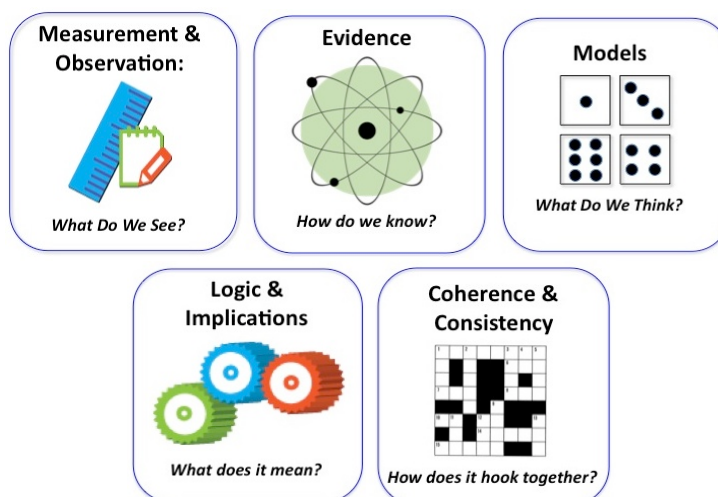 Measurement &
Observation:
What Do We See?
Evidence
How do we know?
Models
What Do We Think?
Logic &
Implications
What does it mean?
Coherence &
Consistency
How does it hook together?